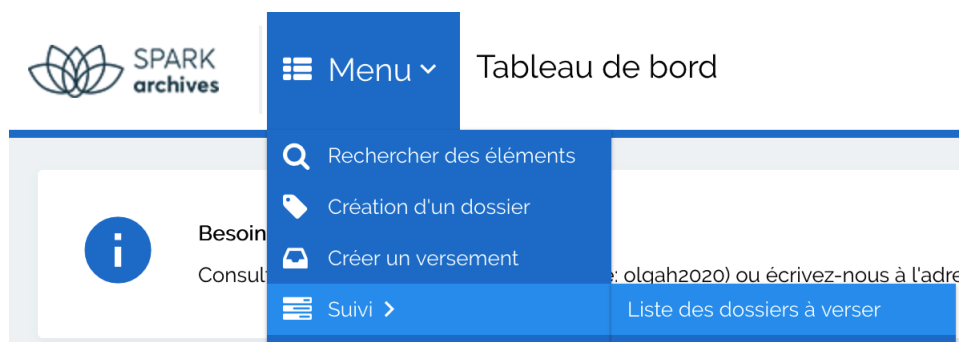 SPARK
archives
Menu
Tableau de bord
Rechercher des éléments
Création d'un dossier
Besoin
Créer un versement
Consul
: olgah2020) ou écrivez-nous à l'adre
Suivi >
Liste des dossiers à verser